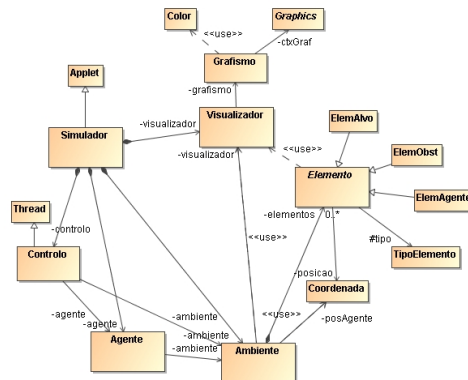 Color
Graphics
<<use>>
-ctxGraf
Grafismo
Applet
-grafismo
ElemAlvo
Simulador
-visualizador
Visualizador
-visualizador
<<use>>
ElemObst
Elemento
ElemAgente
Thread
-elementos 0..*
-controlo
<<use>>
#tipo
Controlo
-posicao
TipoElemento
Coordenada
-agente
-ambiente
<<use>>
-posAgente
-agente
-ambiente
Agente
-ambiente
Ambiente